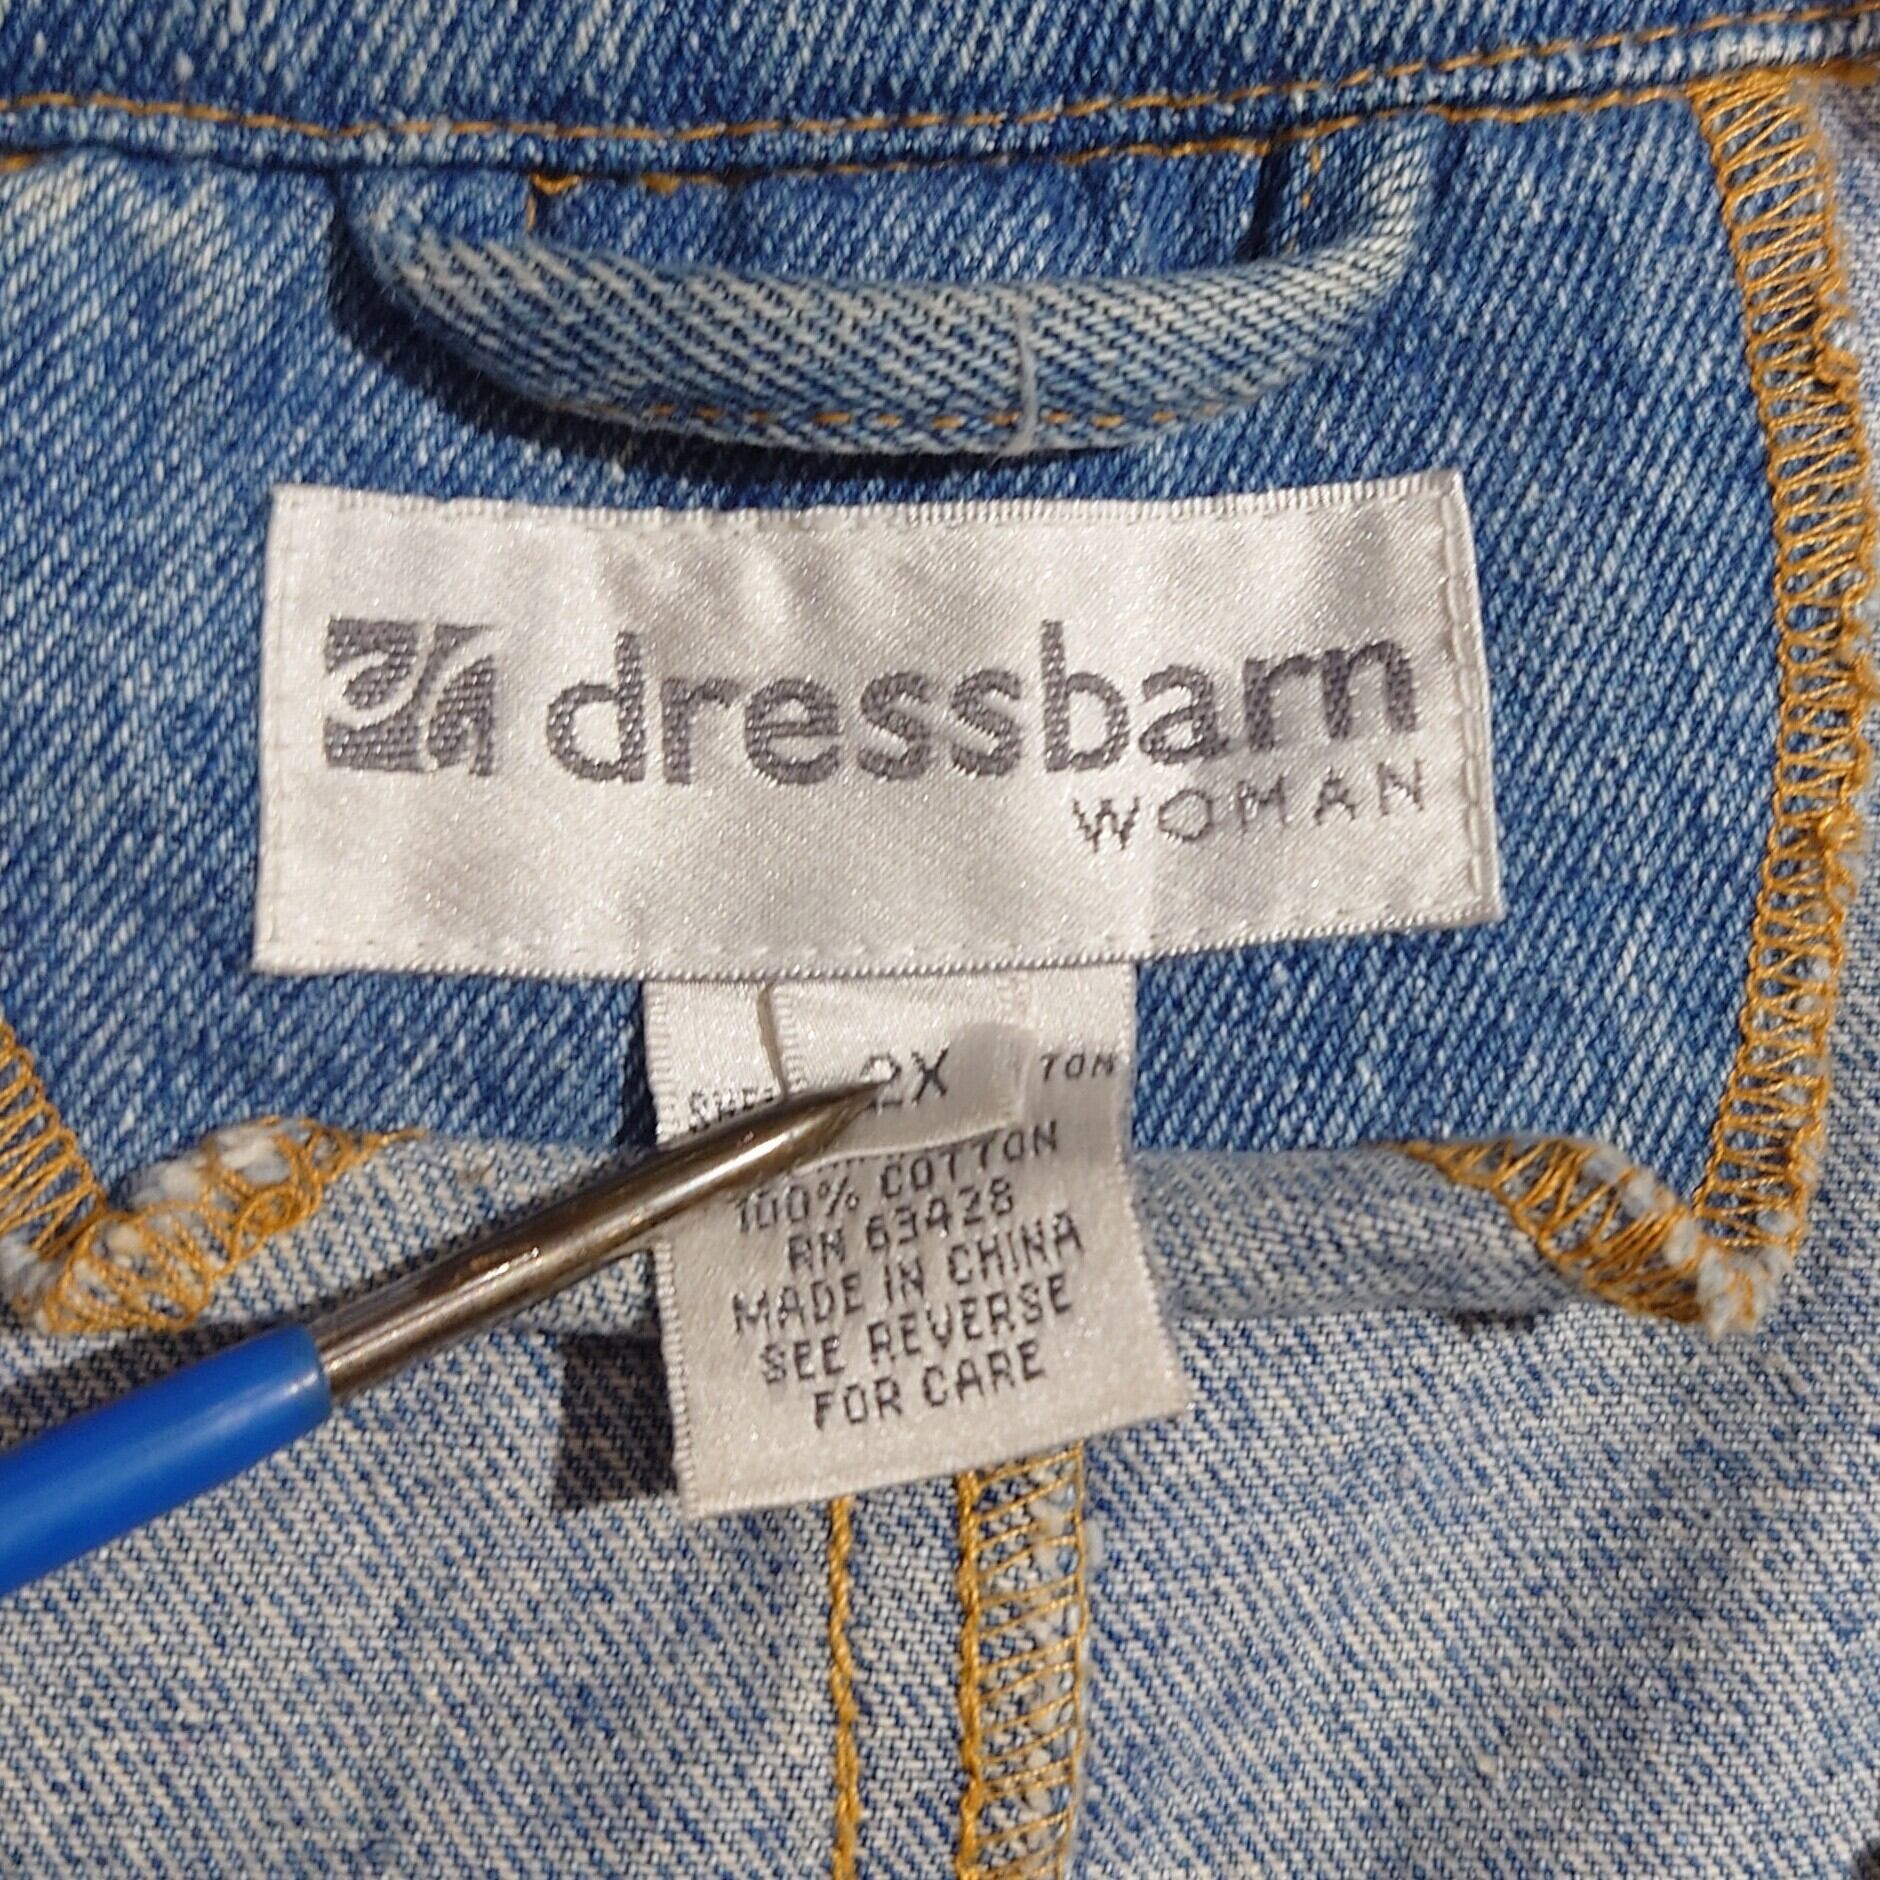 dressbarn
WOMAN
2X
100% COTTON
RN 63428
MADE IN CHINA
SEE REVERSE
FOR CARE